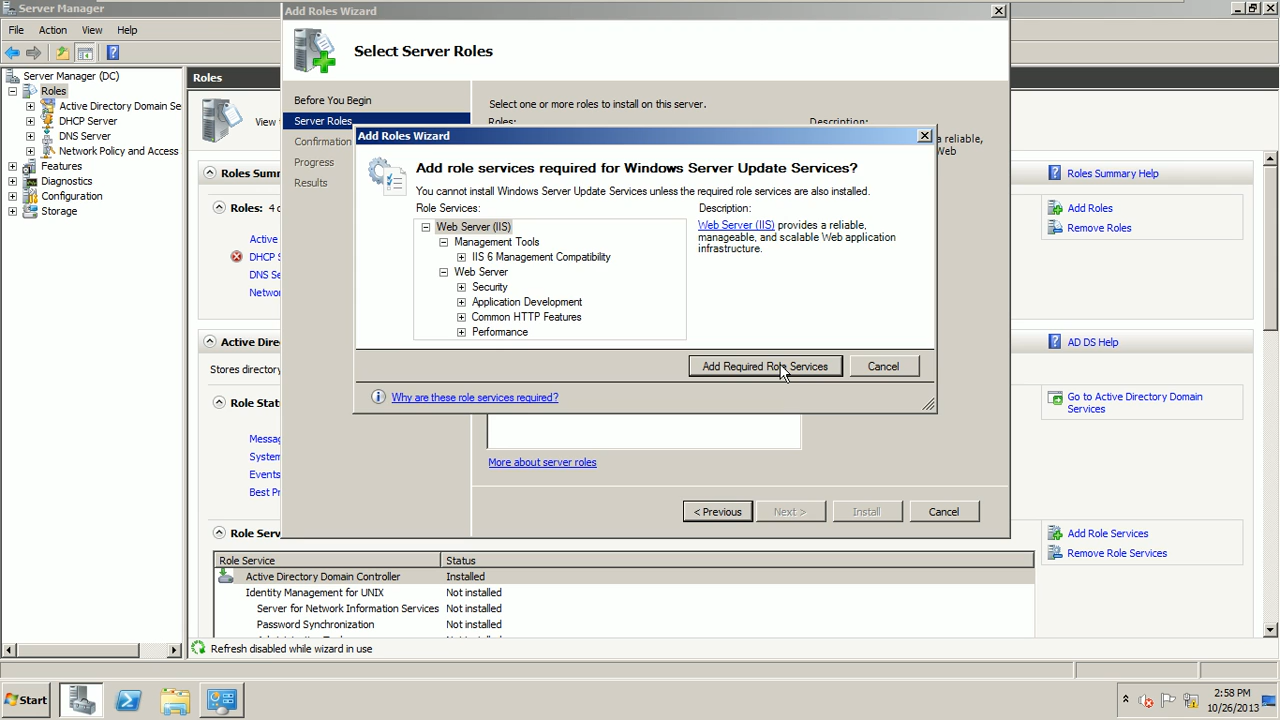 Server Manager
File Action View Help
Server Manager (DC)
Roles
Active Directory Domain Se
DHCP Server
DNS Server
Network Policy and Access
Features
Diagnostics
Configuration
Storage
Roles
View
Roles Summ
Roles: 4
Active
DHCP
DNS Se
Networ
Active Dire
Stores directory
Role Stat
Messag
System
Events
Best Pr
Role Serv
Role Service Status
Active Directory Domain Controller Installed
Identity Management for UNIX Not installed
Server for Network Information Services Not installed
Password Synchronization Not installed
Refresh disabled while wizard in use
Roles Summary Help
Add Roles
Remove Roles
AD DS Help
Go to Active Directory Domain
Services
Add Role Services
Remove Role Services
Add Roles Wizard
Select Server Roles
Before You Begin
Server Roles
Confirmation
Progress
Results
Select one or more roles to install on this server.
Roles: Description:
a reliable,
Web
More about server roles
< Previous Next > Install Cancel
Add Roles Wizard
Add role services required for Windows Server Update Services?
You cannot install Windows Server Update Services unless the required role services are also installed.
Role Services:
Web Server (IIS)
Management Tools
IIS 6 Management Compatibility
Web Server
Security
Application Development
Common HTTP Features
Performance
Description:
Web Server (IIS) provides a reliable,
manageable, and scalable Web application
infrastructure.
Add Required Role Services Cancel
Why are these role services required?
Start
2:58 PM
10/26/2013